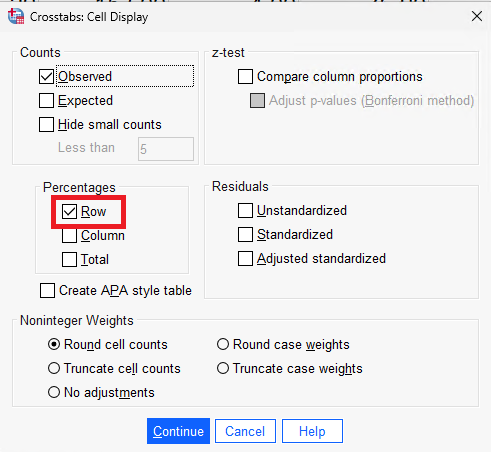 Crosstabs: Cell Display
Counts
Observed
Expected
Hide small counts
Less than 5
z-test
Compare column proportions
Adjust p-values (Bonferroni method)
Percentages
Row
Column
Total
Residuals
Unstandardized
Standardized
Adjusted standardized
Create APA style table
Noninteger Weights
Round cell counts
Round case weights
Truncate cell counts
Truncate case weights
No adjustments
Continue
Cancel
Help